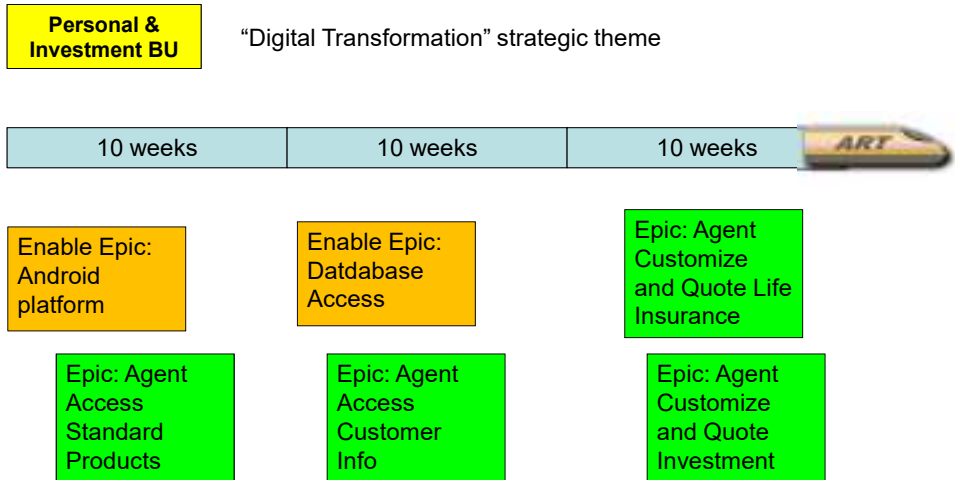 Personal &
Investment BU
“Digital Transformation” strategic theme
10 weeks
10 weeks
10 weeks
ART
Enable Epic:
Android
platform
Enable Epic:
Datdabase
Access
Epic: Agent
Customize
and Quote Life
Insurance
Epic: Agent
Access
Standard
Products
Epic: Agent
Access
Customer
Info
Epic: Agent
Customize
and Quote
Investment